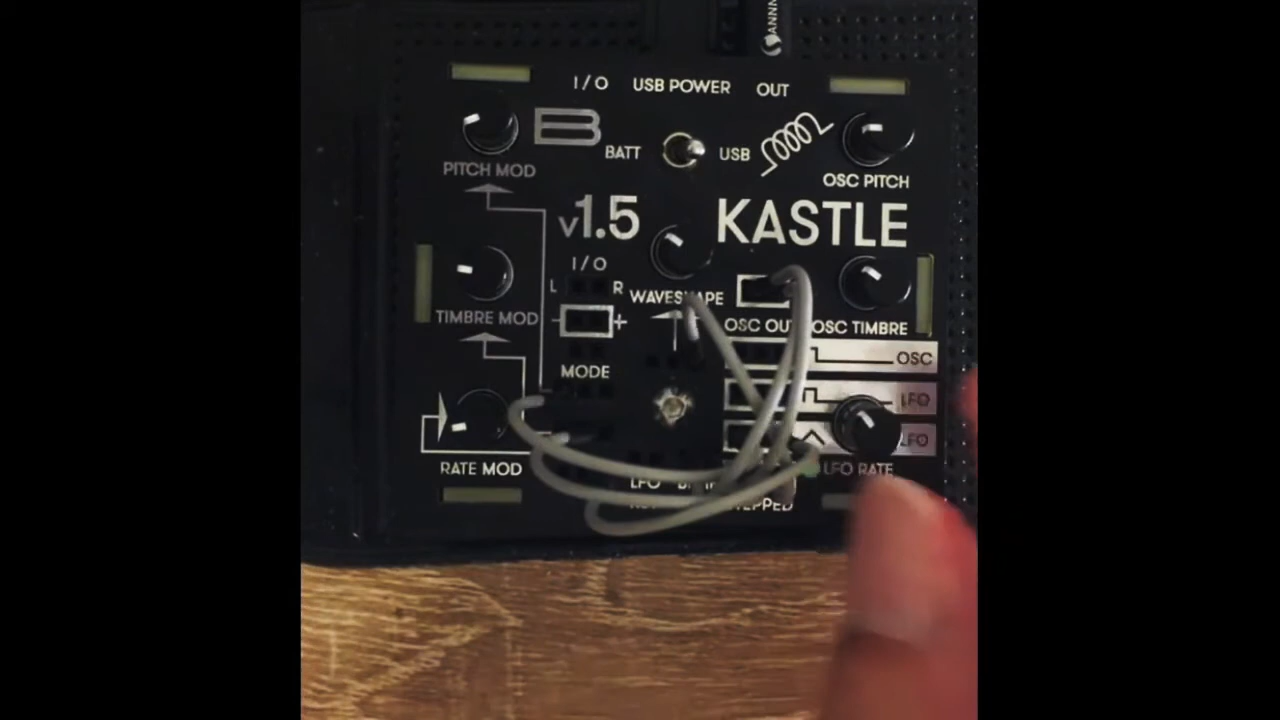 ANNN
I/O USB POWER OUT
B
BATT USB
PITCH MOD
OSC PITCH
v1.5 KASTLE
I/O
L R
WAVESHAPE
TIMBRE MOD
- +
OSC OUT OSC TIMBRE
OSC
MODE
LFO
LFO
RATE MOD
LFO RATE
LFO